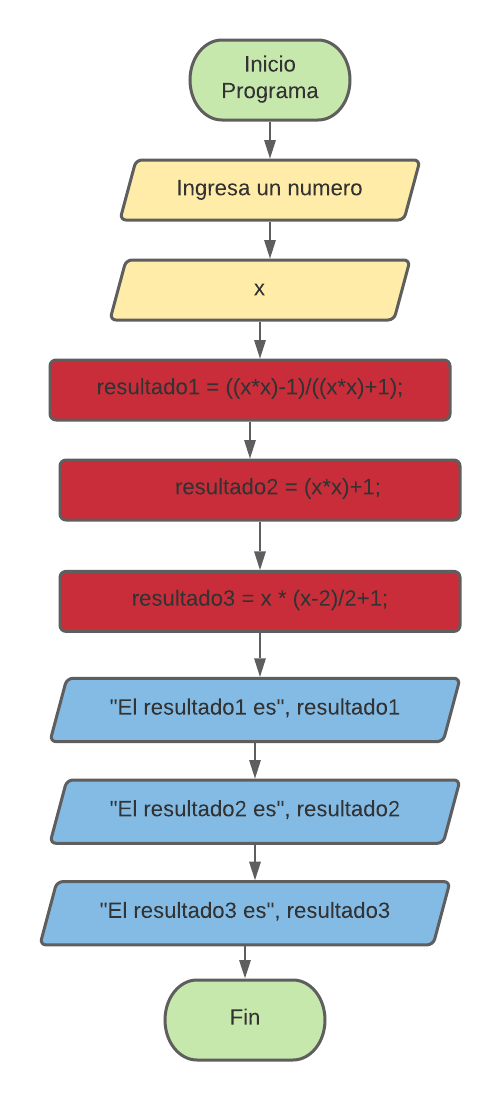 Inicio
Programa
Ingresa un numero
x
resultado1 = ((x*x)-1)/((x*x)+1);
resultado2 = (x*x)+1;
resultado3 = x * (x-2)/2+1;
"El resultado1 es", resultado1
"El resultado2 es", resultado2
"El resultado3 es", resultado3
Fin